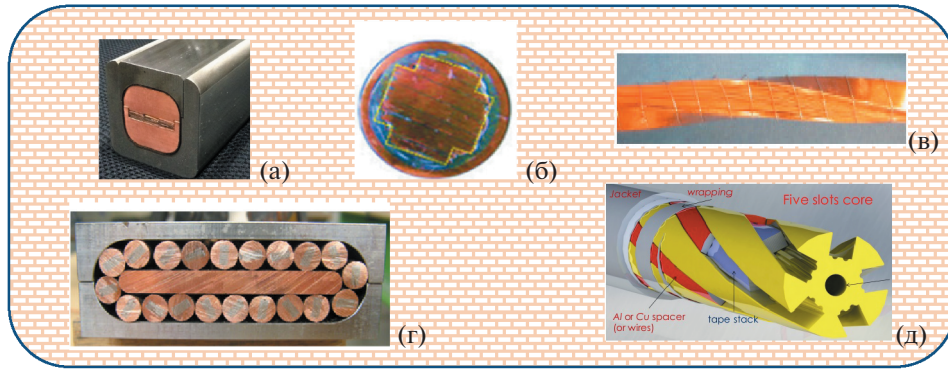 (а)
(б)
(в)
(г)
Jacket
wrapping
Five slots core
Al or Cu spacer
(or wires)
tape stack
(д)